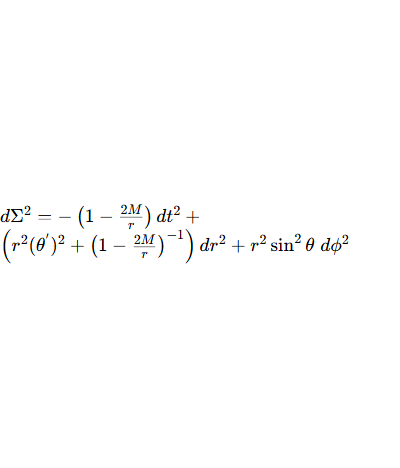 dΣ² = − (1 − 2M/r) dt² +
(r²(θ′)² + (1 − 2M/r)⁻¹) dr² + r² sin² θ dϕ²